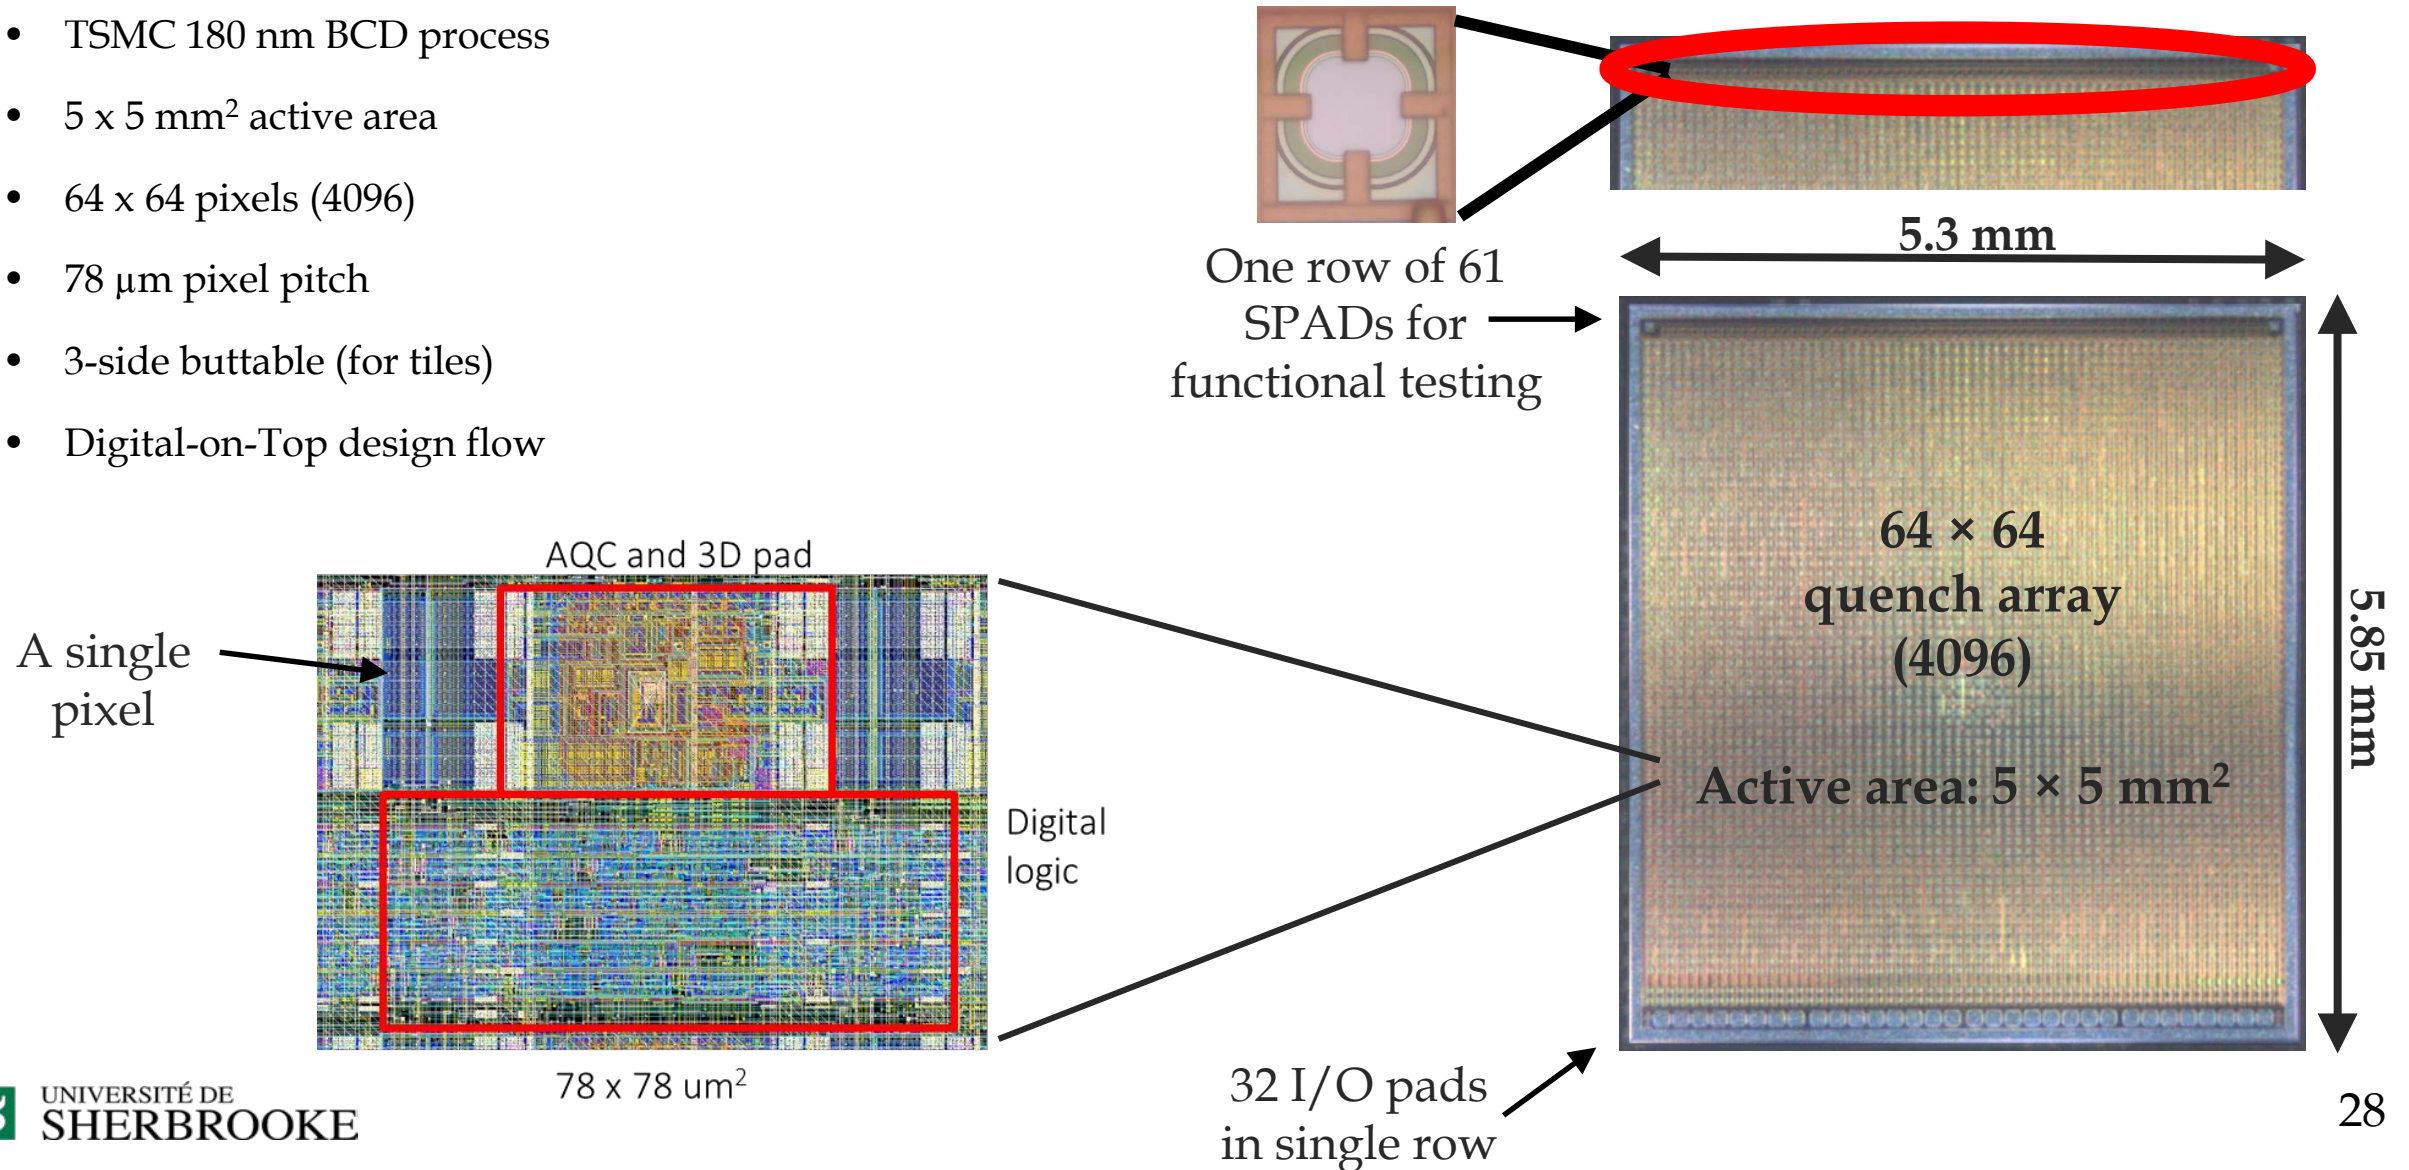 • TSMC 180 nm BCD process
• 5 x 5 mm² active area
• 64 x 64 pixels (4096)
• 78 µm pixel pitch
• 3-side buttable (for tiles)
• Digital-on-Top design flow
One row of 61
SPADs for
functional testing
5.3 mm
64 × 64
quench array
(4096)
Active area: 5 × 5 mm²
5.85 mm
AQC and 3D pad
A single
pixel
Digital
logic
78 x 78 um²
32 I/O pads
in single row
UNIVERSITÉ DE
SHERBROOKE
28